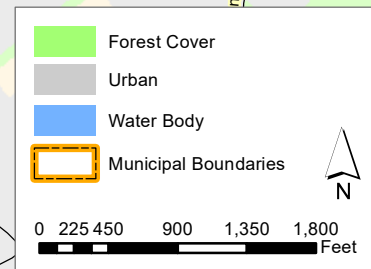 Forest Cover
Urban
Water Body
Municipal Boundaries
N
0 225 450 900 1,350 1,800
Feet